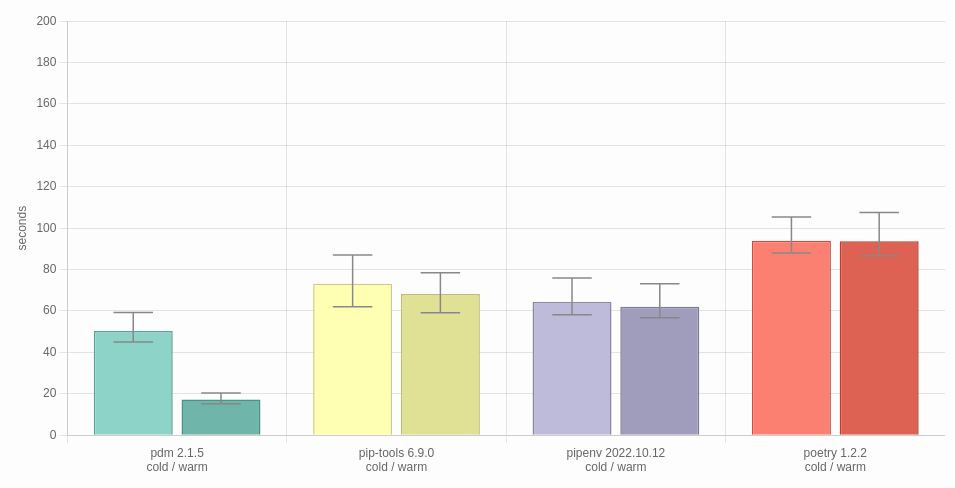 200
180
160
140
120
100
80
60
40
20
0
seconds
pdm 2.1.5
cold / warm
pip-tools 6.9.0
cold / warm
pipenv 2022.10.12
cold / warm
poetry 1.2.2
cold / warm